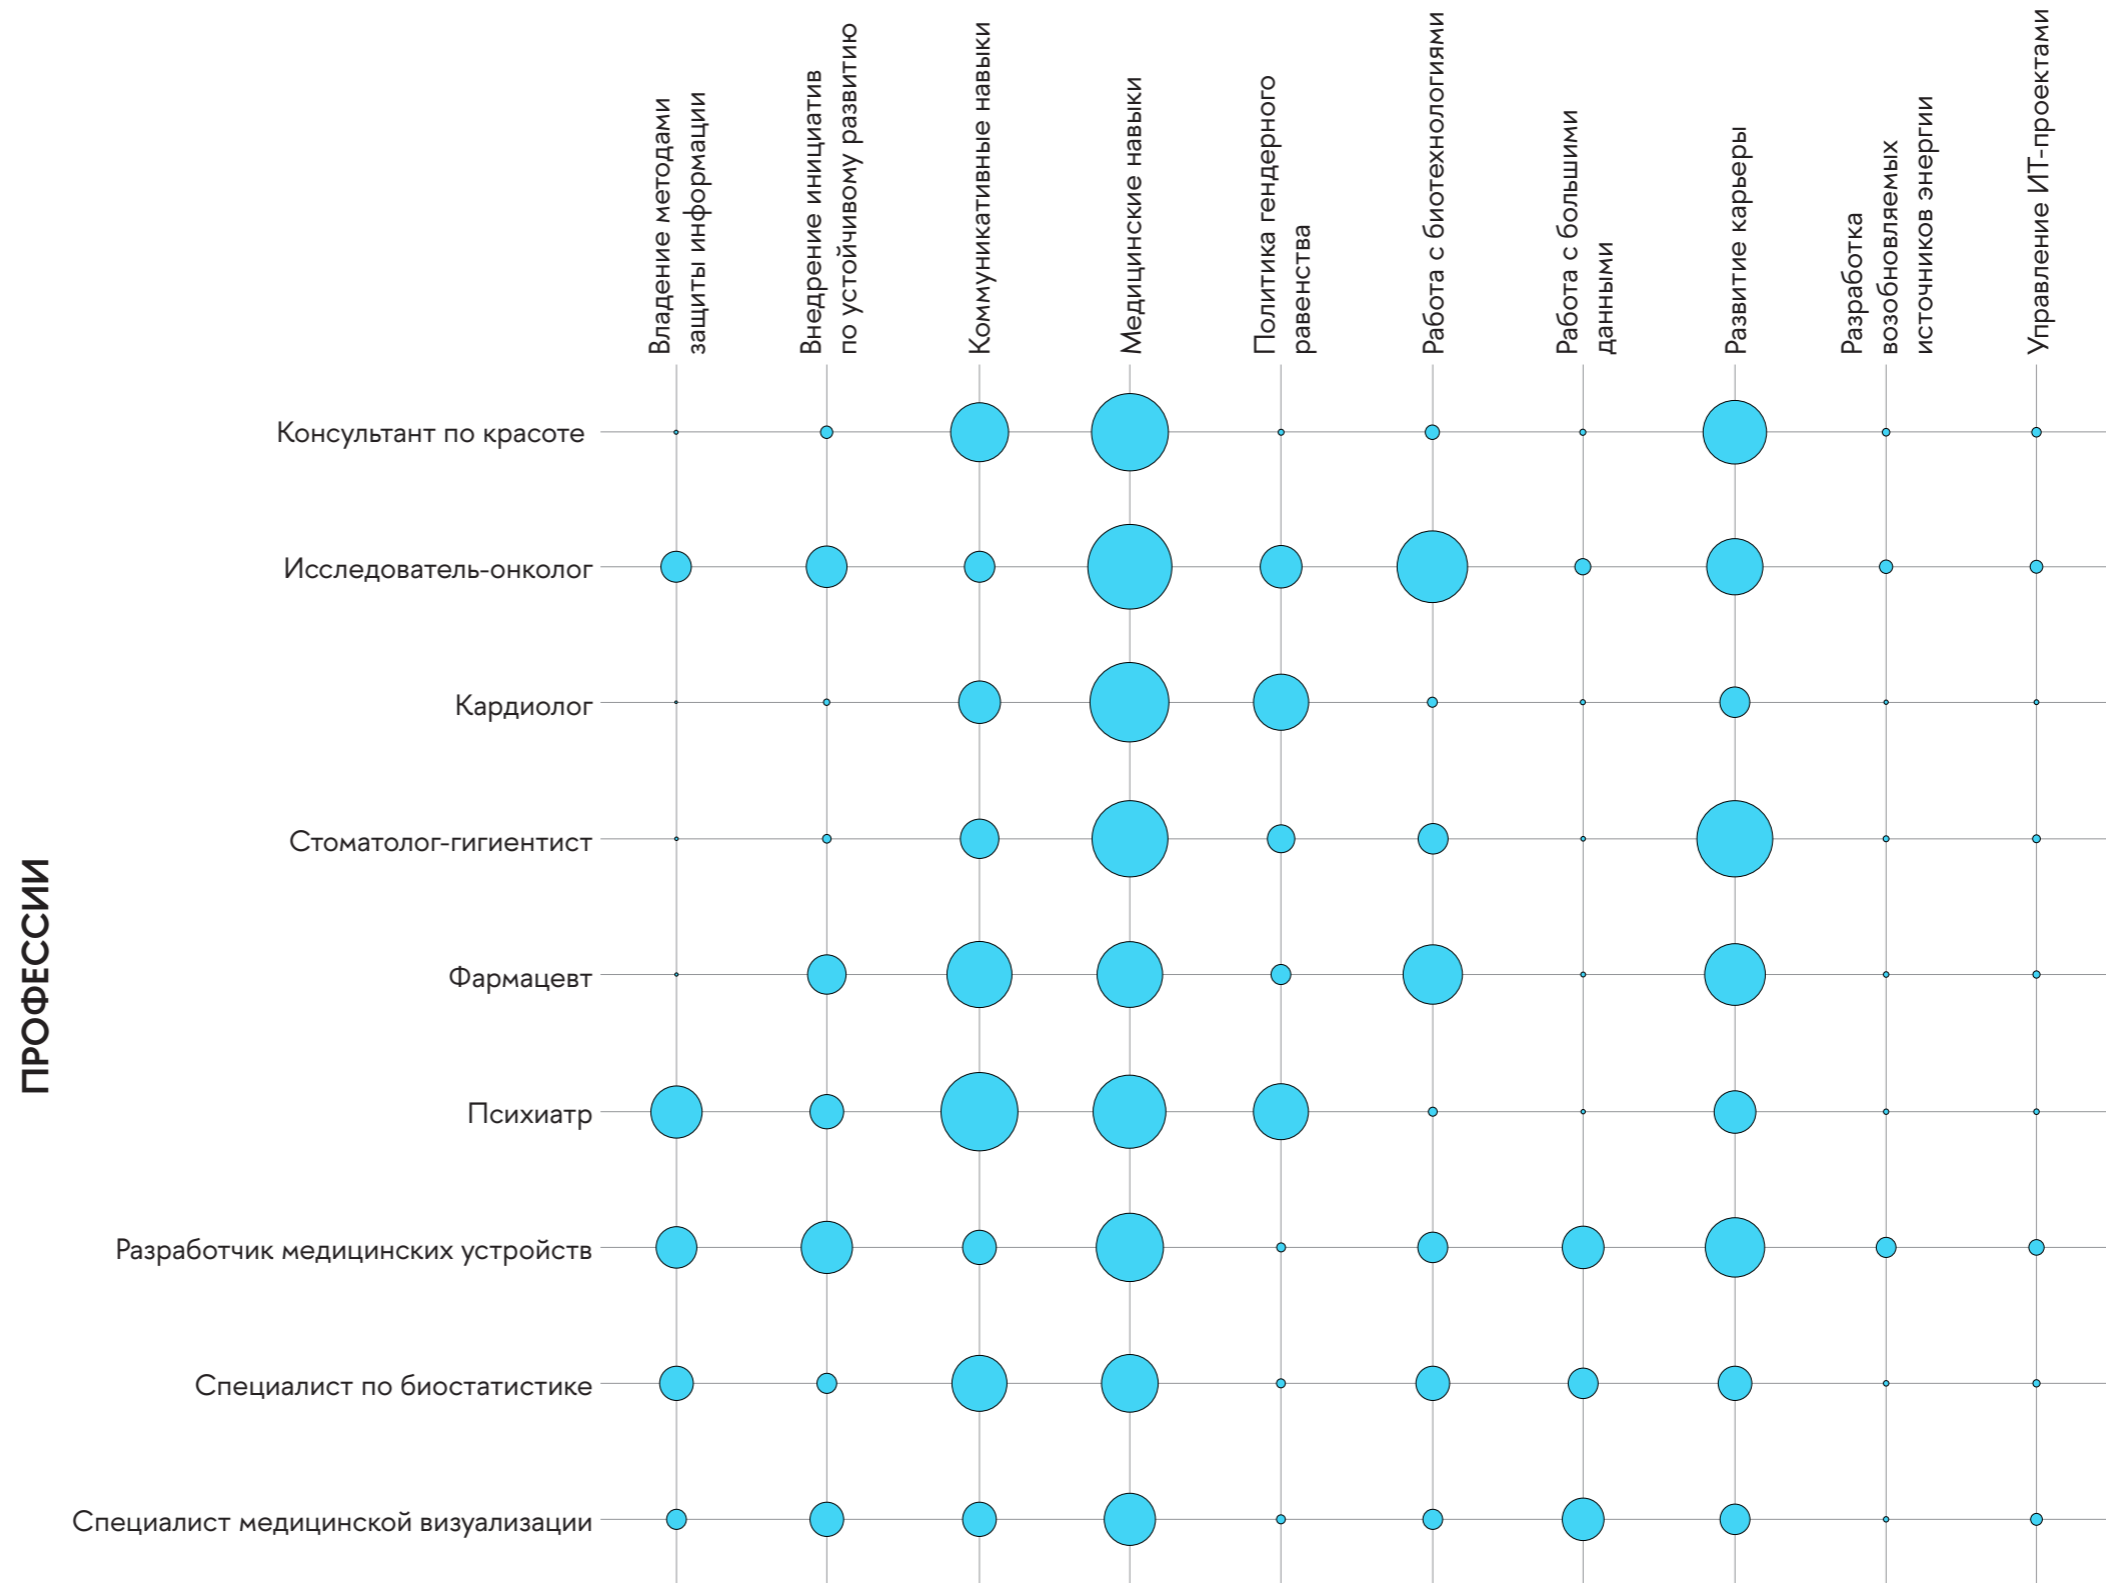 Владение методами
защиты информации
Внедрение инициатив
по устойчивому развитию
Коммуникативные навыки
Медицинские навыки
Политика гендерного
равенства
Работа с биотехнологиями
Работа с большими
данными
Развитие карьеры
Разработка
возобновляемых
источников энергии
Управление ИТ-проектами
ПРОФЕССИИ
Консультант по красоте
Исследователь-онколог
Кардиолог
Стоматолог-гигиентист
Фармацевт
Психиатр
Разработчик медицинских устройств
Специалист по биостатистике
Специалист медицинской визуализации